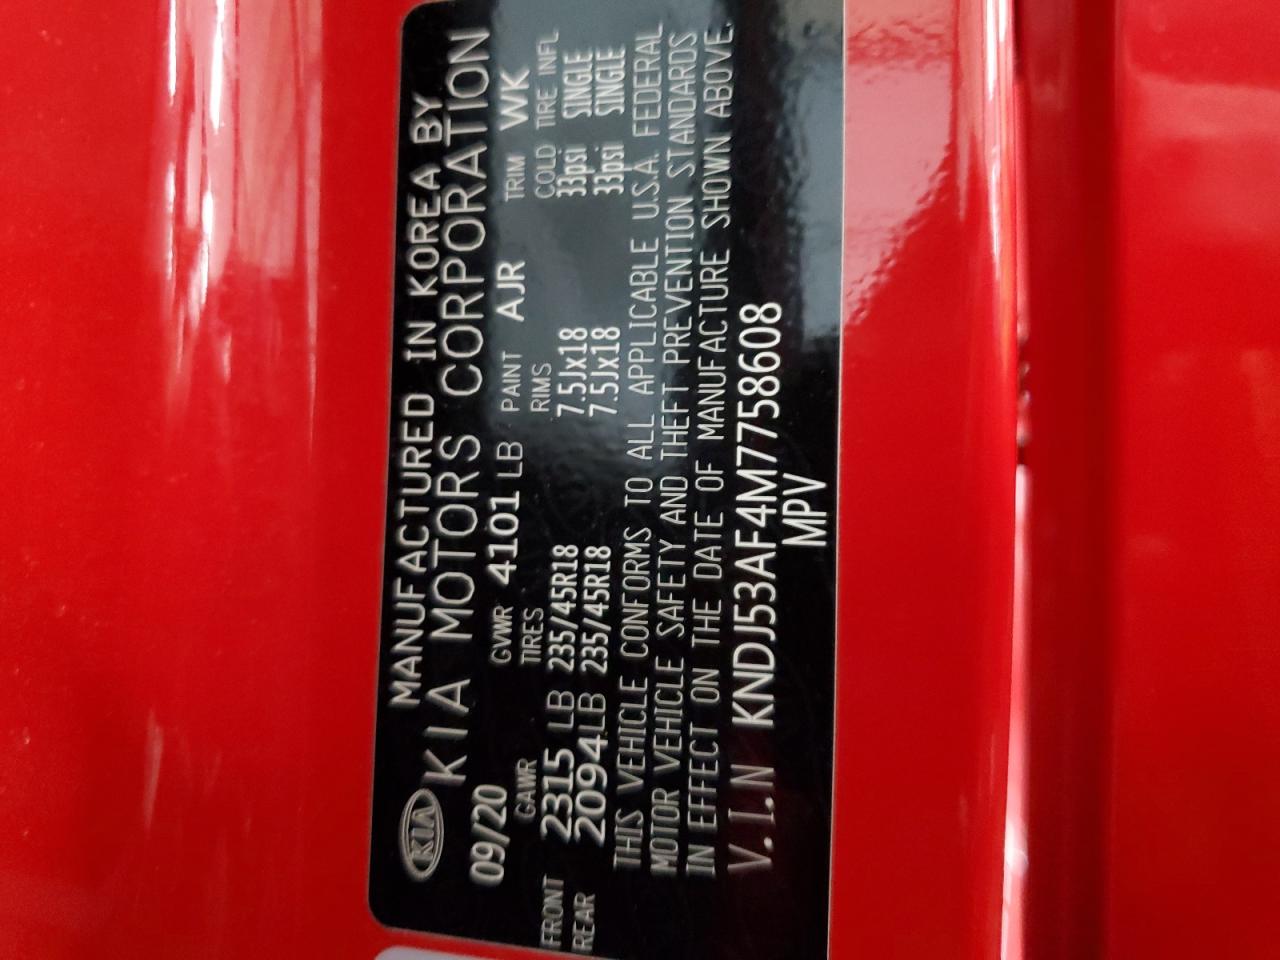 KIA
MANUFACTURED IN KOREA BY
KIA MOTORS CORPORATION
09/20 GVWR 4101 LB PAINT AJR TRIM WK
GAWR TIRES RIMS COLD TIRE INFL
FRONT 2315 LB 235/45R18 7.5Jx18 33psi SINGLE
REAR 2094LB 235/45R18 7.5Jx18 33psi SINGLE
THIS VEHICLE CONFORMS TO ALL APPLICABLE U.S.A. FEDERAL
MOTOR VEHICLE SAFETY AND THEFT PREVENTION STANDARDS
IN EFFECT ON THE DATE OF MANUFACTURE SHOWN ABOVE.
V.I.N KNDJ53AF4M7758608
MPV